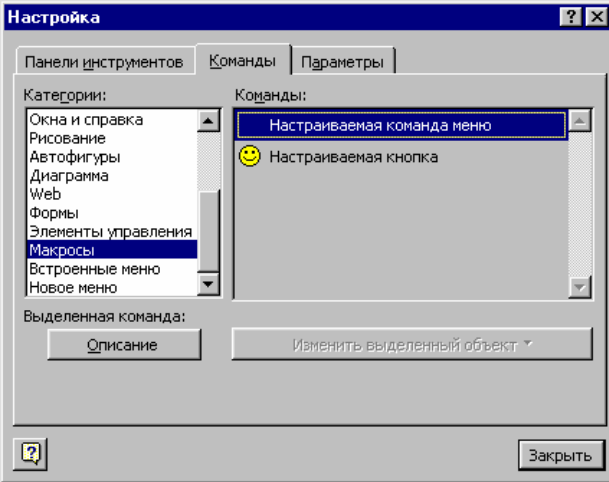 Настройка
Панели инструментов Команды Параметры
Категории: Команды:
Окна и справка
Рисование
Автофигуры
Диаграмма
Web
Формы
Элементы управления
Макросы
Встроенные меню
Новое меню
Настраиваемая команда меню
Настраиваемая кнопка
Выделенная команда:
Описание Изменить выделенный объект
Закрыть